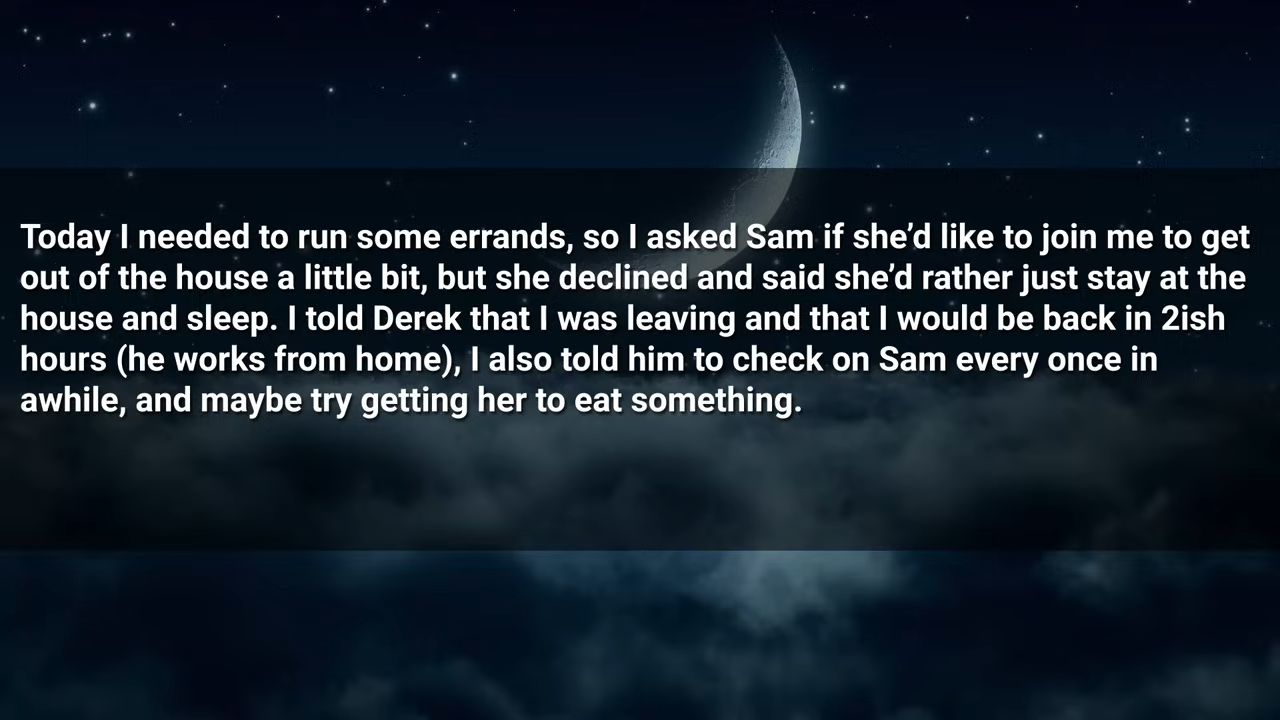 Today I needed to run some errands, so I asked Sam if she’d like to join me to get
out of the house a little bit, but she declined and said she’d rather just stay at the
house and sleep. I told Derek that I was leaving and that I would be back in 2ish
hours (he works from home), I also told him to check on Sam every once in
awhile, and maybe try getting her to eat something.